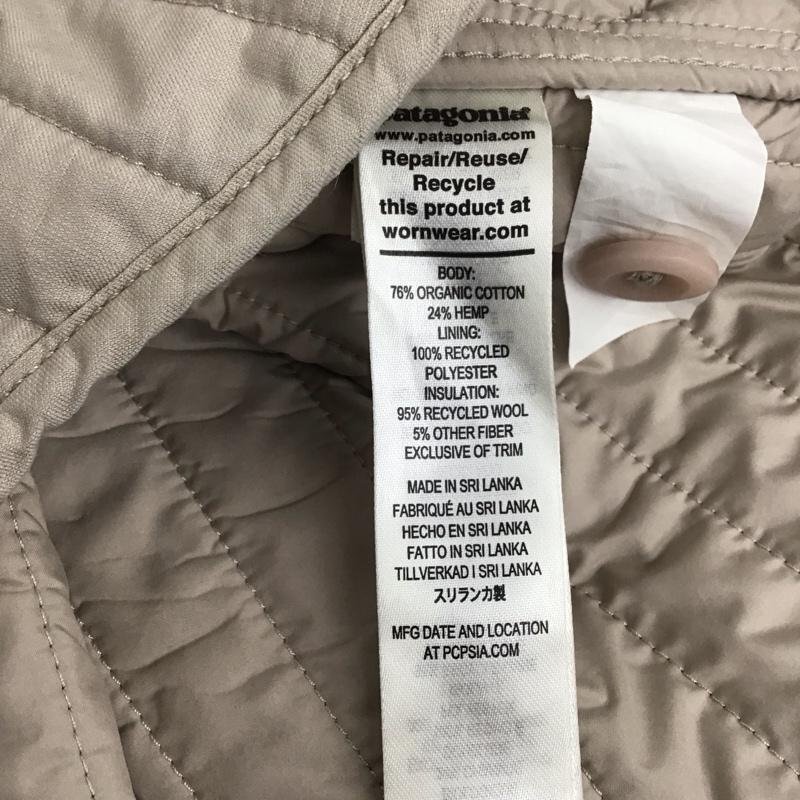 patagonia
www.patagonia.com
Repair/Reuse/
Recycle
this product at
wornwear.com
BODY:
76% ORGANIC COTTON
24% HEMP
LINING:
100% RECYCLED
POLYESTER
INSULATION:
95% RECYCLED WOOL
5% OTHER FIBER
EXCLUSIVE OF TRIM
MADE IN SRI LANKA
FABRIQUÉ AU SRI LANKA
HECHO EN SRI LANKA
FATTO IN SRI LANKA
TILLVERKAD I SRI LANKA
スリランカ製
MFG DATE AND LOCATION
AT PCPSIA.COM